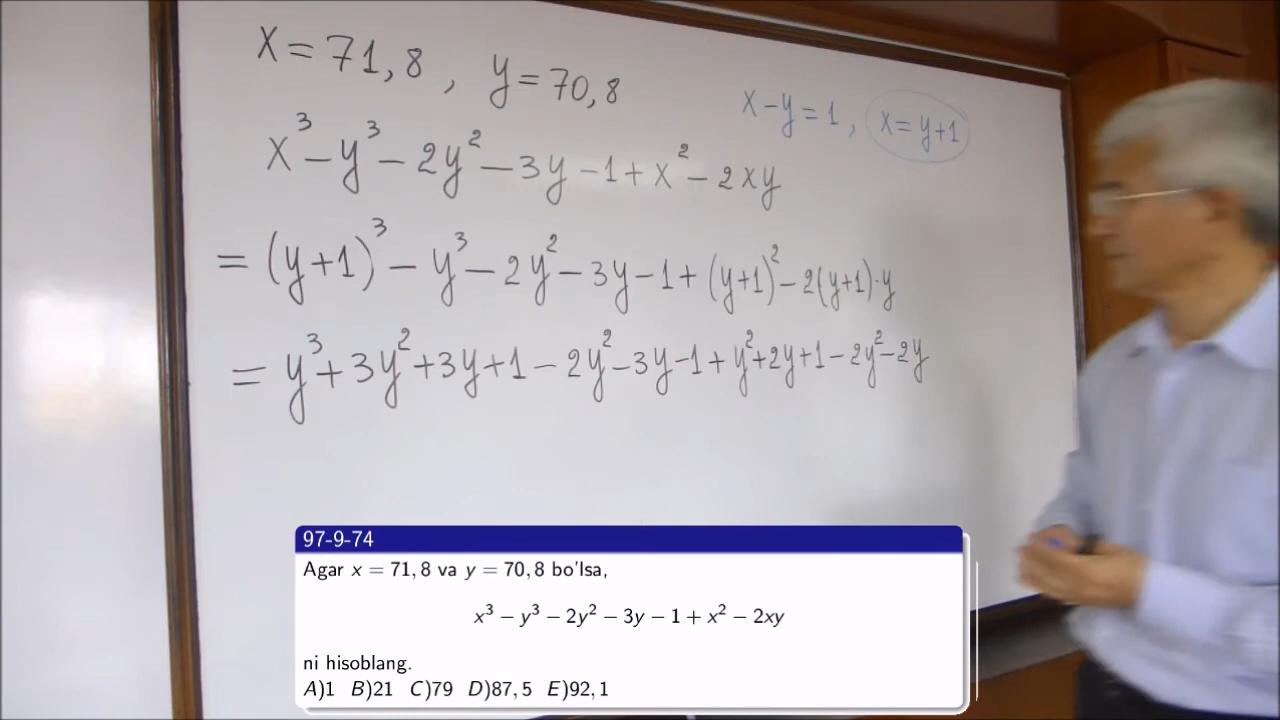 x = 71,8 , y = 70,8
x - y = 1 , x = y+1
x³ - y³ - 2y² - 3y - 1 + x² - 2xy
= (y+1)³ - y³ - 2y² - 3y - 1 + (y+1)² - 2(y+1)·y
= y³ + 3y² + 3y + 1 - 2y² - 3y - 1 + y² + 2y + 1 - 2y² - 2y
97-9-74
Agar x = 71, 8 va y = 70, 8 bo'lsa,
x³ − y³ − 2y² − 3y − 1 + x² − 2xy
ni hisoblang.
A)1 B)21 C)79 D)87, 5 E)92, 1